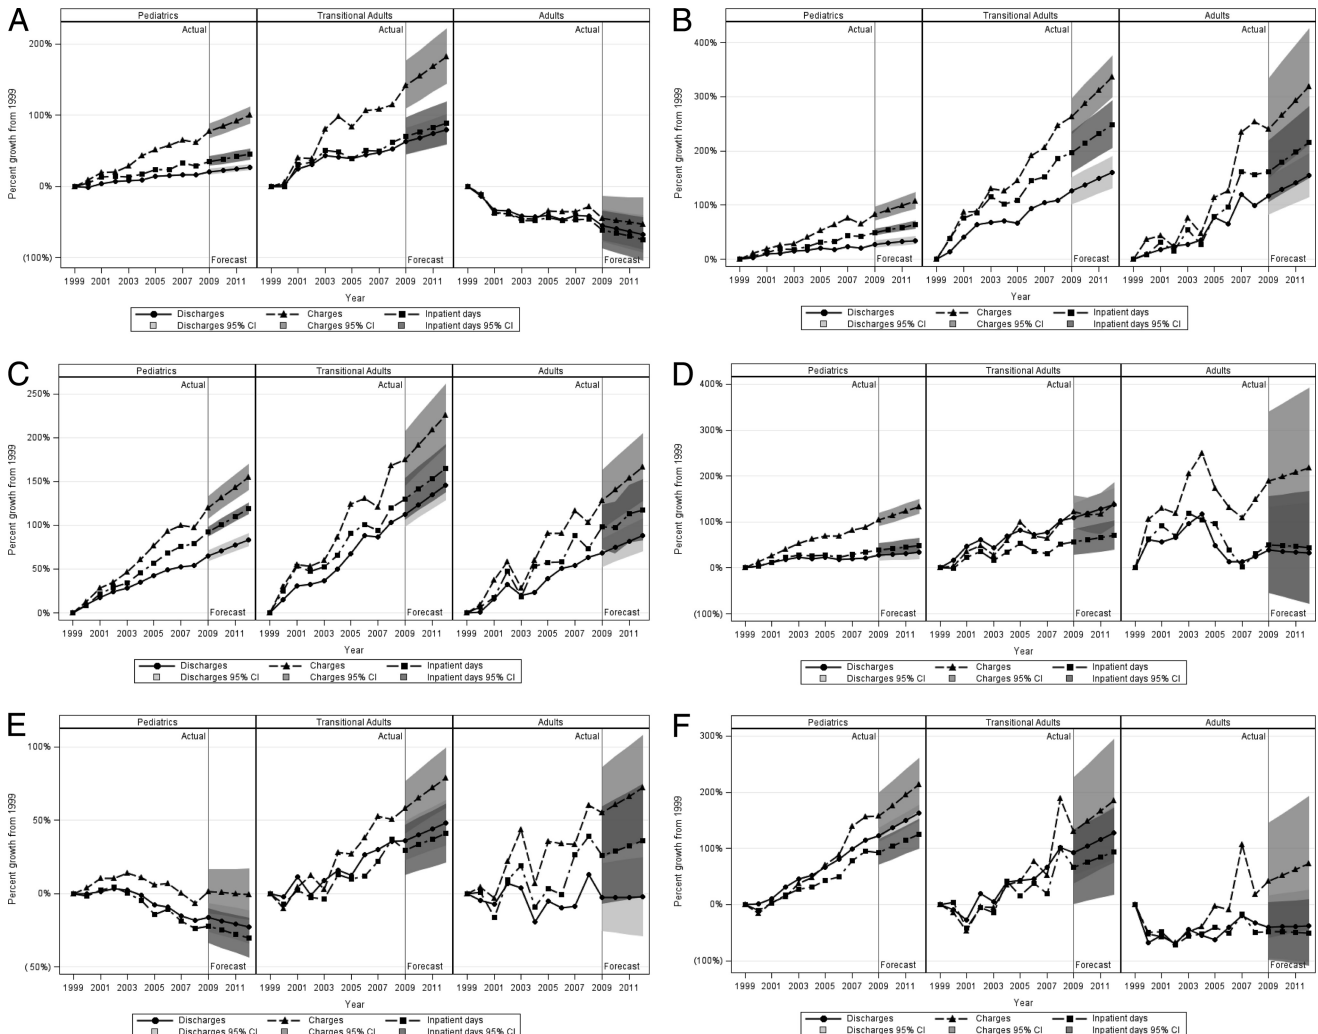 A
Pediatrics Transitional Adults Adults
Actual Actual Actual
200%
100%
0%
(100%)
Percent growth from 1999
Forecast Forecast Forecast
1999 2001 2003 2005 2007 2009 2011 1999 2001 2003 2005 2007 2009 2011 1999 2001 2003 2005 2007 2009 2011
Year
Discharges Charges Inpatient days
Discharges 95% CI Charges 95% CI Inpatient days 95% CI
B
Pediatrics Transitional Adults Adults
Actual Actual Actual
400%
300%
200%
100%
0%
Percent growth from 1999
Forecast Forecast Forecast
1999 2001 2003 2005 2007 2009 2011 1999 2001 2003 2005 2007 2009 2011 1999 2001 2003 2005 2007 2009 2011
Year
Discharges Charges Inpatient days
Discharges 95% CI Charges 95% CI Inpatient days 95% CI
C
Pediatrics Transitional Adults Adults
Actual Actual Actual
250%
200%
150%
100%
50%
0%
Percent growth from 1999
Forecast Forecast Forecast
1999 2001 2003 2005 2007 2009 2011 1999 2001 2003 2005 2007 2009 2011 1999 2001 2003 2005 2007 2009 2011
Year
Discharges Charges Inpatient days
Discharges 95% CI Charges 95% CI Inpatient days 95% CI
D
Pediatrics Transitional Adults Adults
Actual Actual Actual
400%
300%
200%
100%
0%
(100%)
Percent growth from 1999
Forecast Forecast Forecast
1999 2001 2003 2005 2007 2009 2011 1999 2001 2003 2005 2007 2009 2011 1999 2001 2003 2005 2007 2009 2011
Year
Discharges Charges Inpatient days
Discharges 95% CI Charges 95% CI Inpatient days 95% CI
E
Pediatrics Transitional Adults Adults
Actual Actual Actual
100%
50%
0%
(50%)
Percent growth from 1999
Forecast Forecast Forecast
1999 2001 2003 2005 2007 2009 2011 1999 2001 2003 2005 2007 2009 2011 1999 2001 2003 2005 2007 2009 2011
Year
Discharges Charges Inpatient days
Discharges 95% CI Charges 95% CI Inpatient days 95% CI
F
Pediatrics Transitional Adults Adults
Actual Actual Actual
300%
200%
100%
0%
(100%)
Percent growth from 1999
Forecast Forecast Forecast
1999 2001 2003 2005 2007 2009 2011 1999 2001 2003 2005 2007 2009 2011 1999 2001 2003 2005 2007 2009 2011
Year
Discharges Charges Inpatient days
Discharges 95% CI Charges 95% CI Inpatient days 95% CI